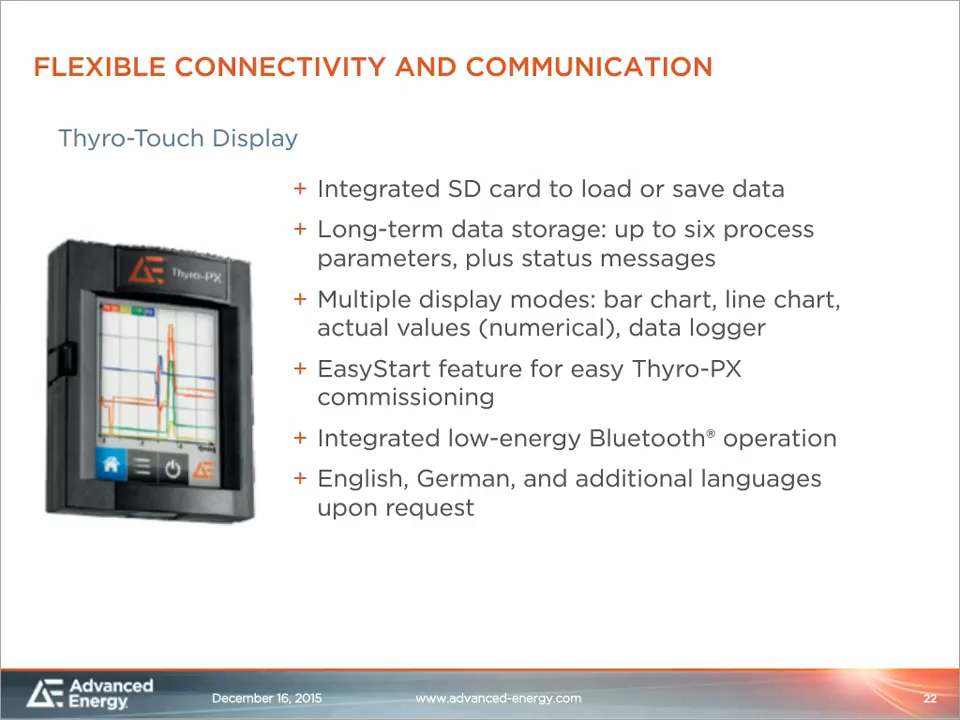 FLEXIBLE CONNECTIVITY AND COMMUNICATION
Thyro-Touch Display
+ Integrated SD card to load or save data
+ Long-term data storage: up to six process
parameters, plus status messages
+ Multiple display modes: bar chart, line chart,
actual values (numerical), data logger
+ EasyStart feature for easy Thyro-PX
commissioning
+ Integrated low-energy Bluetooth® operation
+ English, German, and additional languages
upon request
Thyro-PX
Advanced
Energy
December 16, 2015
www.advanced-energy.com
22